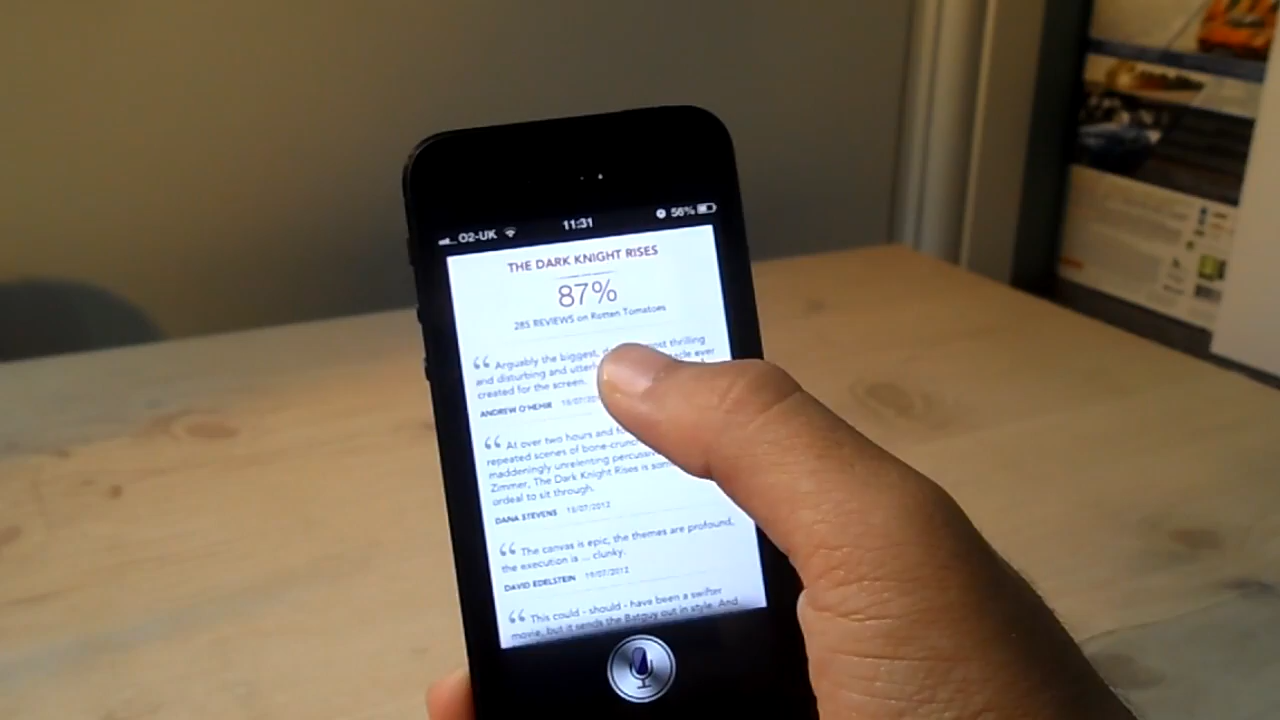 O2-UK 11:31 56%
THE DARK KNIGHT RISES
87%
285 REVIEWS on Rotten Tomatoes
“ Arguably the biggest, most thrilling
and disturbing and ever
created for the screen.
ANDREW O'HEHIR
“ At over two hours and
repeated scenes of
maddeningly unrelenting
Zimmer, The Dark Knight Rises is
ordeal to sit through.
DANA STEVENS 18/07/2012
“ The canvas is epic, the themes are profound,
the execution is ... clunky.
DAVID EDELSTEIN 19/07/2012
“ This could - should - have been a swifter
movie, but it sends the Batguy out in style. And